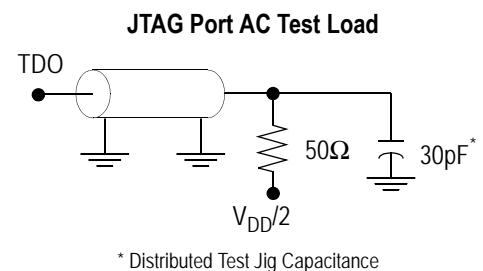 JTAG Port AC Test Load
TDO
50Ω
30pF*
VDD/2
* Distributed Test Jig Capacitance